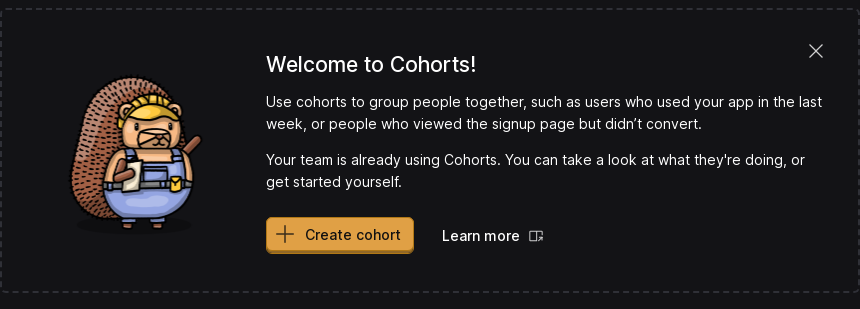 Welcome to Cohorts!
Use cohorts to group people together, such as users who used your app in the last
week, or people who viewed the signup page but didn’t convert.
Your team is already using Cohorts. You can take a look at what they're doing, or
get started yourself.
Create cohort
Learn more